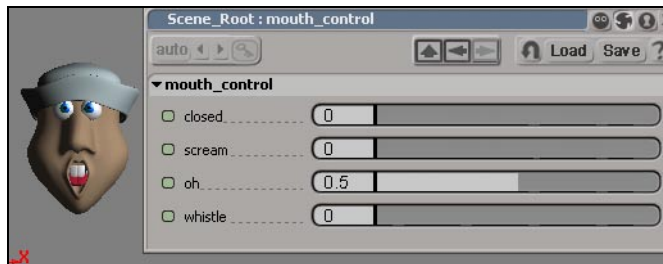 Scene_Root : mouth_control
auto
Load Save ?
mouth_control
closed 0
scream 0
oh 0.5
whistle 0
X